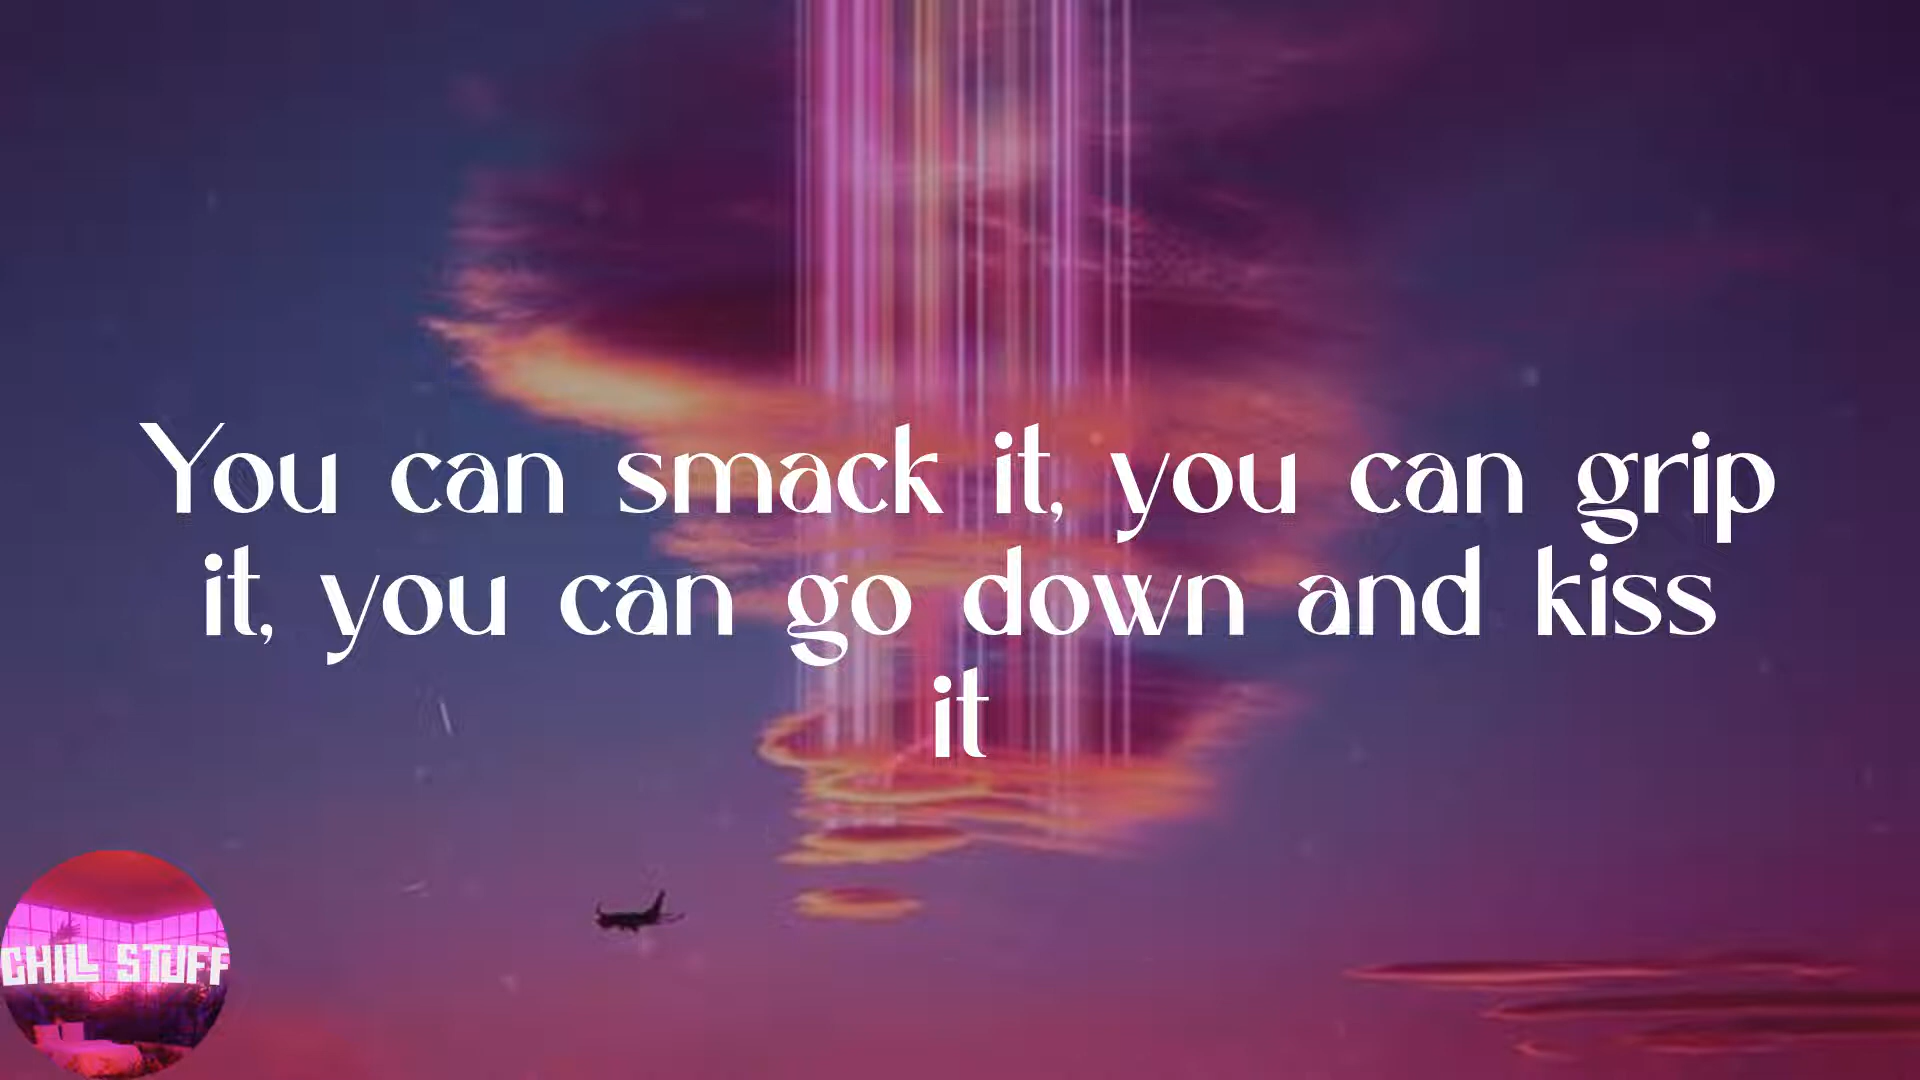 You can smack it, you can grip
it, you can go down and kiss
it
CHILL STUFF